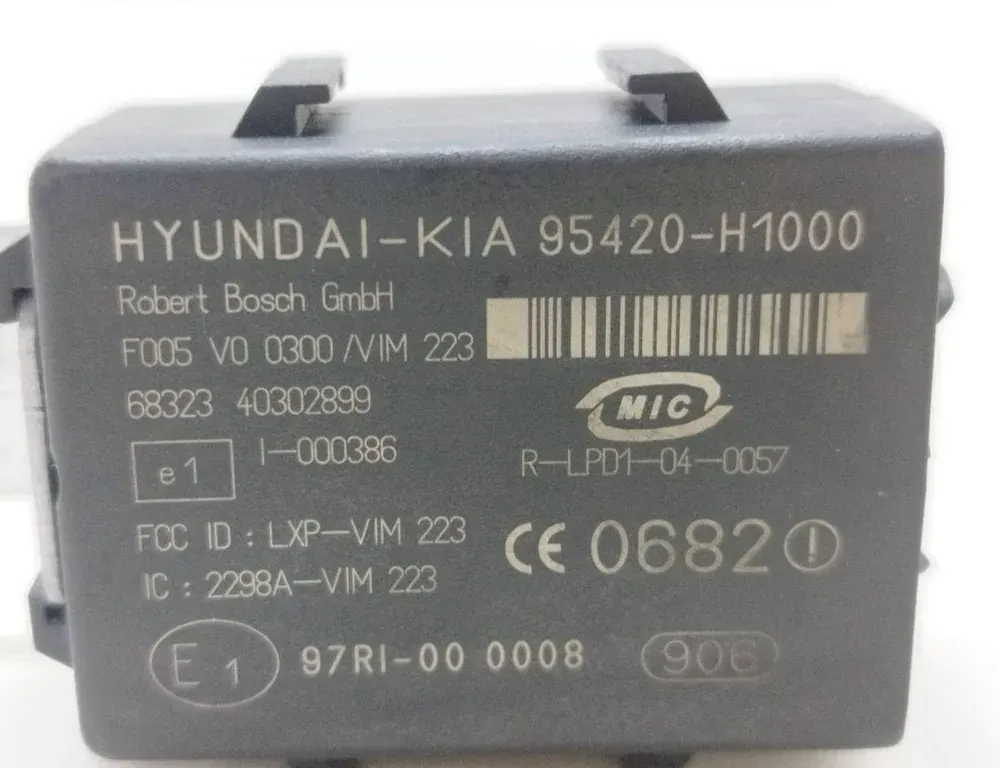 HYUNDAI-KIA 95420-H1000
Robert Bosch GmbH
F005 V0 0300 /VIM 223
68323 40302899
e1 I-000386
MIC
R-LPD1-04-0057
FCC ID : LXP-VIM 223
IC : 2298A-VIM 223
CE 0682 !
E1 97RI-00 0008 906